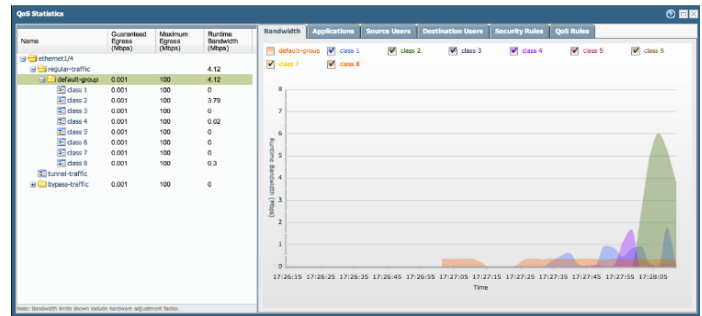 QoS Statistics
Name
Guaranteed Egress (Mbps)
Maximum Egress (Mbps)
Runtime Bandwidth (Mbps)
ethernet1/4
regular-traffic 4.12
default-group 0.001 100 4.12
class 1 0.001 100 0
class 2 0.001 100 3.79
class 3 0.001 100 0
class 4 0.001 100 0.02
class 5 0.001 100 0
class 6 0.001 100 0
class 7 0.001 100 0
class 8 0.001 100 0.3
tunnel-traffic
bypass-traffic 0.001 100 0
Note: Bandwidth limits shown include hardware adjustment factor.
Bandwidth Applications Source Users Destination Users Security Rules QoS Rules
default-group class 1 class 2 class 3 class 4 class 5 class 6
class 7 class 8
Runtime Bandwidth (Mbps)
8
7
6
5
4
3
2
1
0
17:26:15 17:26:25 17:26:35 17:26:45 17:26:55 17:27:05 17:27:15 17:27:25 17:27:35 17:27:45 17:27:55 17:28:05
Time